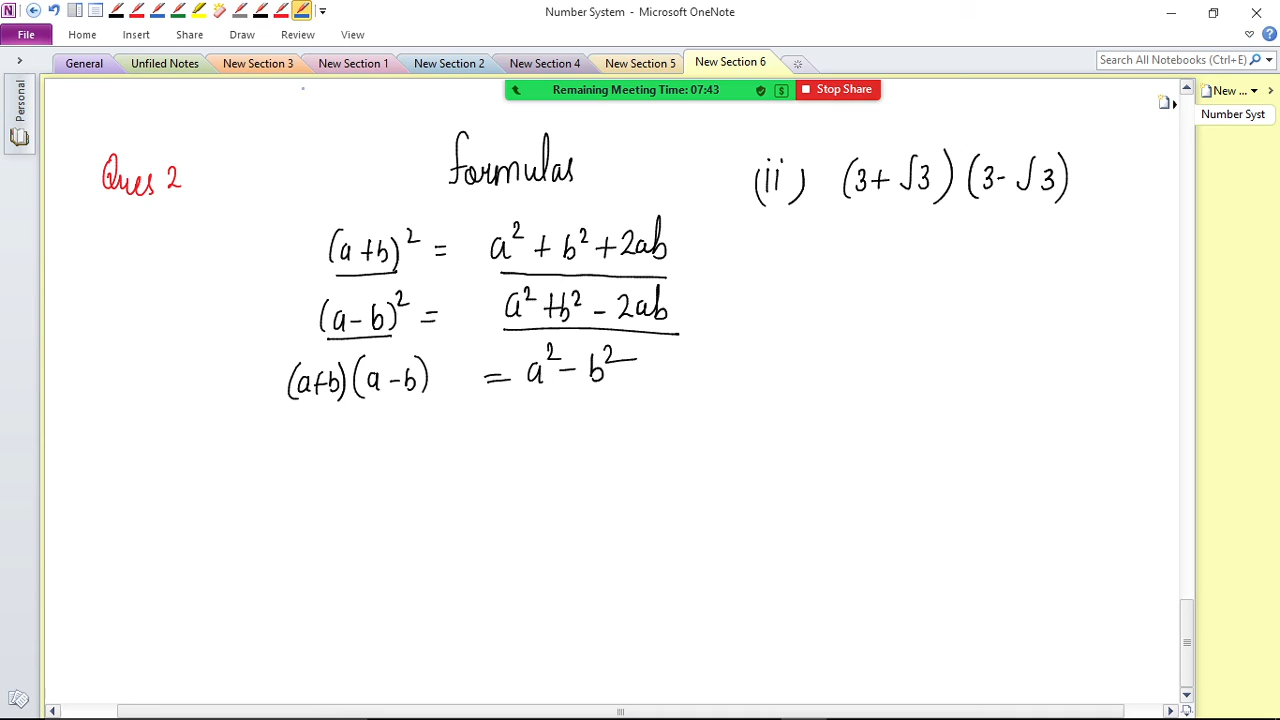 Number System - Microsoft OneNote
File Home Insert Share Draw Review View
General Unfiled Notes New Section 3 New Section 1 New Section 2 New Section 4 New Section 5 New Section 6 Search All Notebooks (Ctrl+E)
Remaining Meeting Time: 07:43 Stop Share
Personal
New ...
Number Syst
Ques 2
Formulas
(ii) (3+ √3) (3- √3)
(a+b)² = a² + b² + 2ab
(a-b)² = a² + b² - 2ab
(a+b)(a-b) = a² - b²